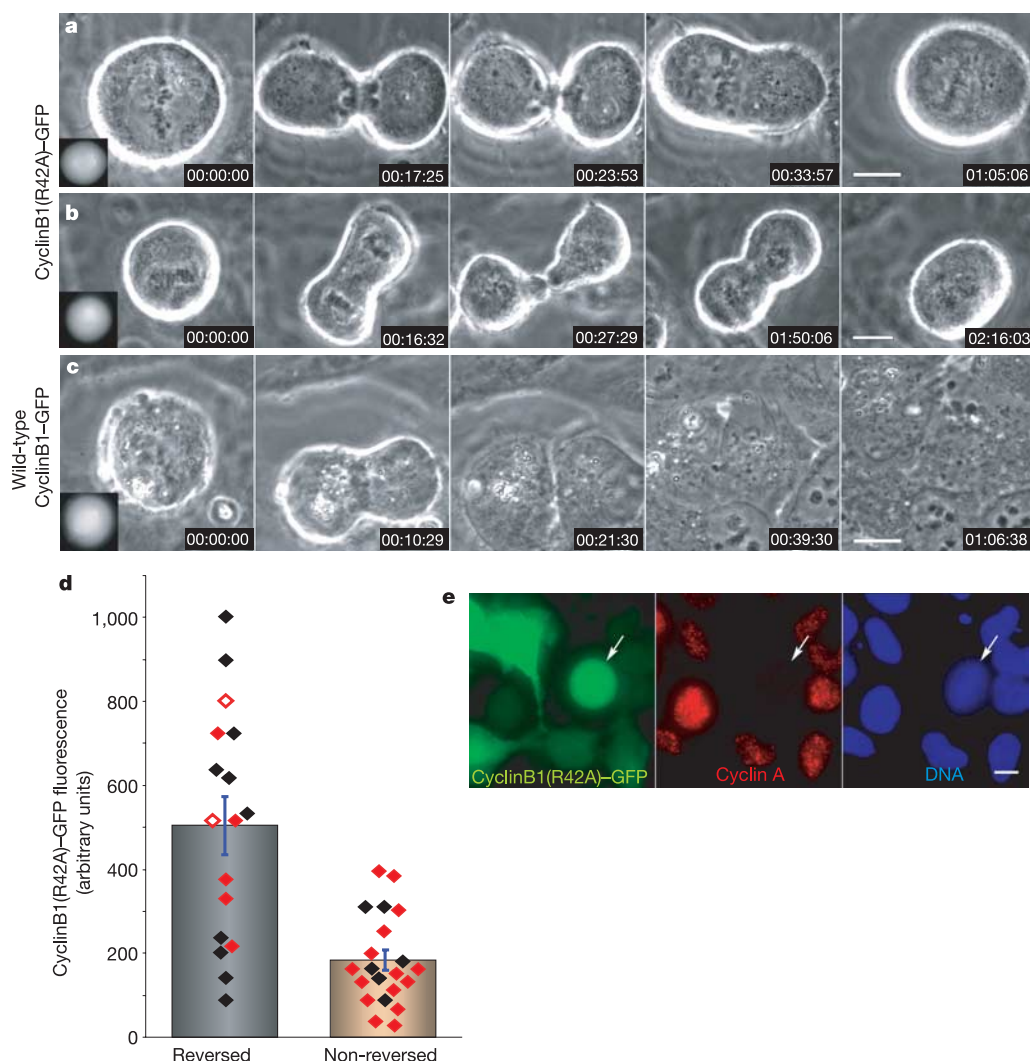 a
CyclinB1(R42A)–GFP
00:00:00
00:17:25
00:23:53
00:33:57
01:05:06
b
00:00:00
00:16:32
00:27:29
01:50:06
02:16:03
c
Wild-type
CyclinB1–GFP
00:00:00
00:10:29
00:21:30
00:39:30
01:06:38
d
CyclinB1(R42A)–GFP fluorescence
(arbitrary units)
1,000
800
600
400
200
0
Reversed
Non-reversed
e
CyclinB1(R42A)–GFP
Cyclin A
DNA